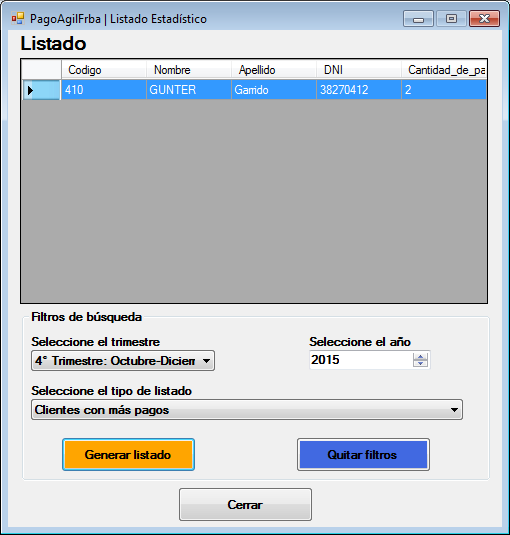 PagoAgilFrba | Listado Estadístico
Listado
Codigo Nombre Apellido DNI Cantidad_de_pa
410 GUNTER Garrido 38270412 2
Filtros de búsqueda
Seleccione el trimestre Seleccione el año
4° Trimestre: Octubre-Diciem 2015
Seleccione el tipo de listado
Clientes con más pagos
Generar listado Quitar filtros
Cerrar